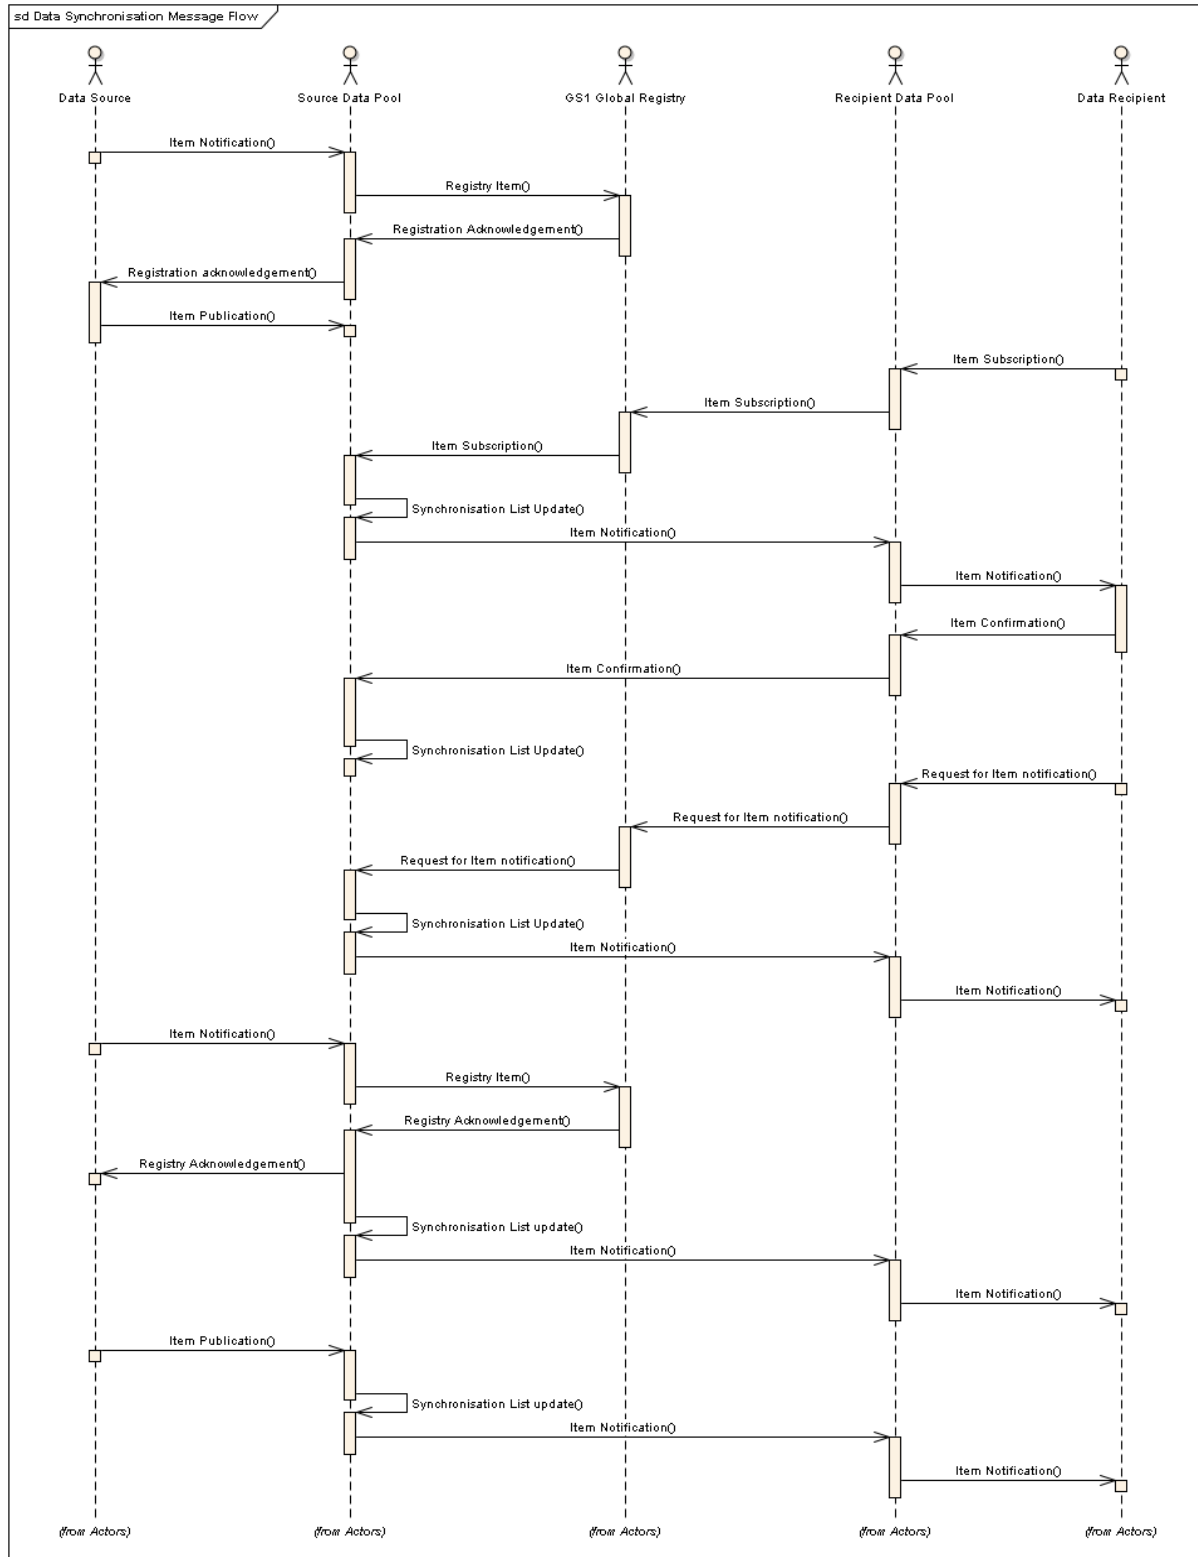 sd Data Synchronisation Message Flow
Data Source
Source Data Pool
GS1 Global Registry
Recipient Data Pool
Data Recipient
Item Notification()
Registry Item()
Registration Acknowledgement()
Registration acknowledgement()
Item Publication()
Item Subscription()
Item Subscription()
Item Subscription()
Synchronisation List Update()
Item Notification()
Item Notification()
Item Confirmation()
Item Confirmation()
Synchronisation List Update()
Request for Item notification()
Request for Item notification()
Request for Item notification()
Synchronisation List Update()
Item Notification()
Item Notification()
Item Notification()
Registry Item()
Registry Acknowledgement()
Registry Acknowledgement()
Synchronisation List update()
Item Notification()
Item Notification()
Item Publication()
Synchronisation List update()
Item Notification()
Item Notification()
(from Actors)
(from Actors)
(from Actors)
(from Actors)
(from Actors)